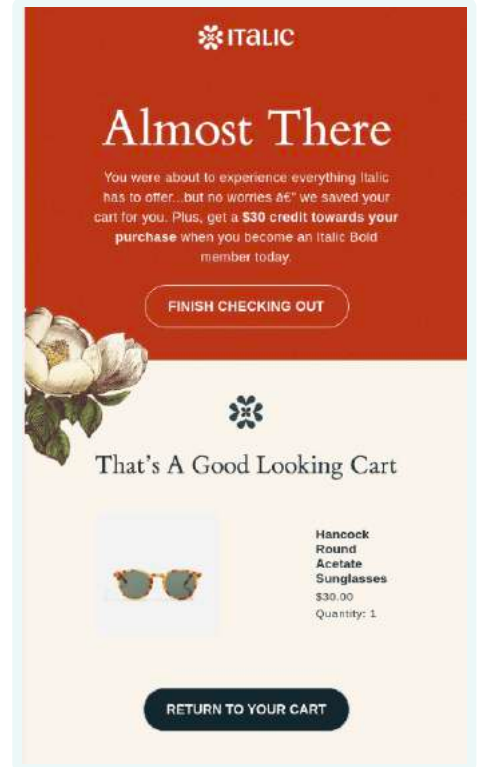 ITALIC
Almost There
You were about to experience everything Italic
has to offer...but no worries â€" we saved your
cart for you. Plus, get a $30 credit towards your
purchase when you become an Italic Bold
member today.
FINISH CHECKING OUT
That's A Good Looking Cart
Hancock
Round
Acetate
Sunglasses
$30.00
Quantity: 1
RETURN TO YOUR CART